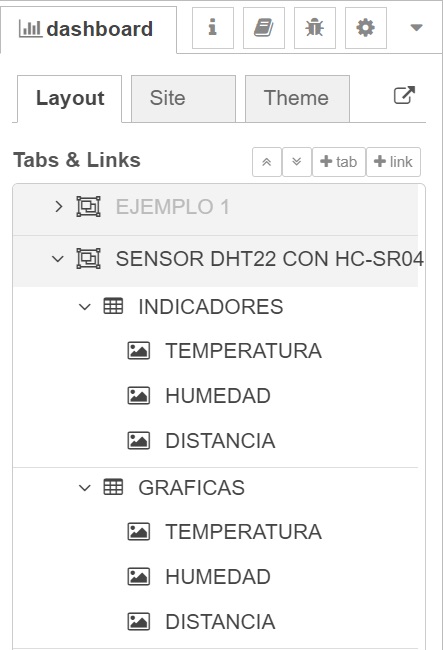 dashboard
Layout Site Theme
Tabs & Links +tab +link
EJEMPLO 1
SENSOR DHT22 CON HC-SR04
INDICADORES
TEMPERATURA
HUMEDAD
DISTANCIA
GRAFICAS
TEMPERATURA
HUMEDAD
DISTANCIA